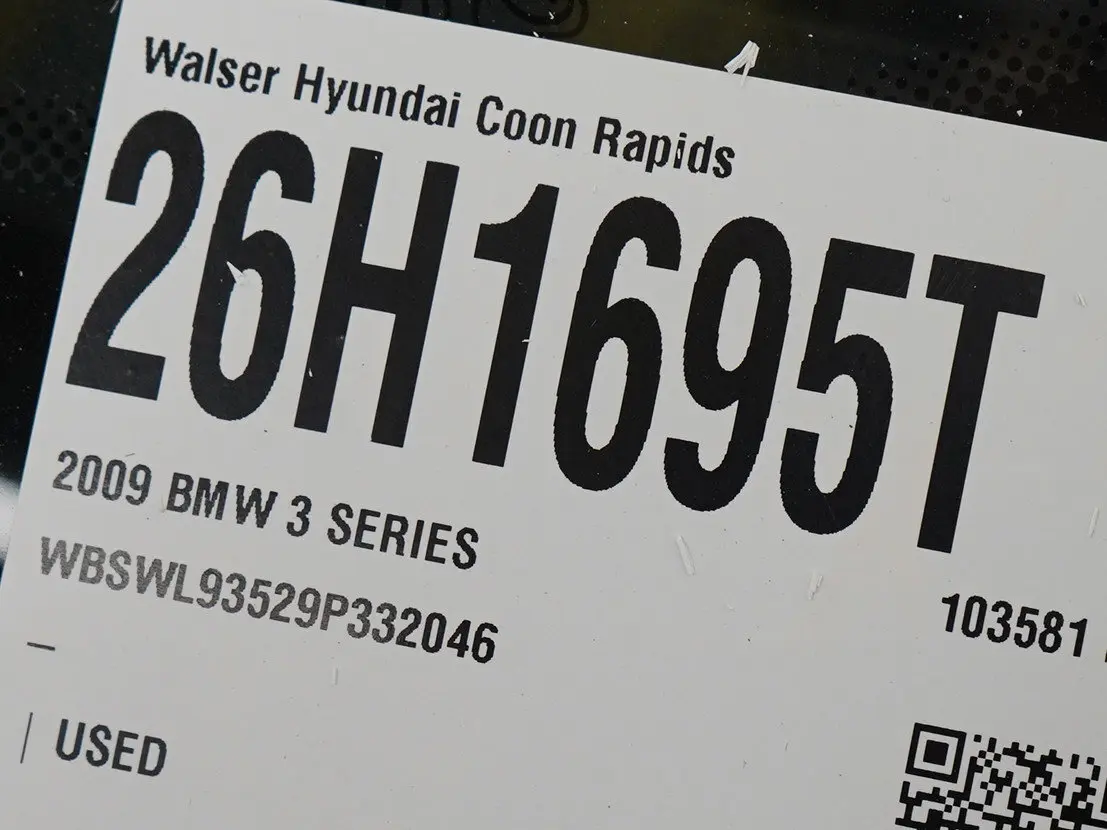 Walser Hyundai Coon Rapids
26H1695T
2009 BMW 3 SERIES
WBSWL93529P332046
103581
–
| USED